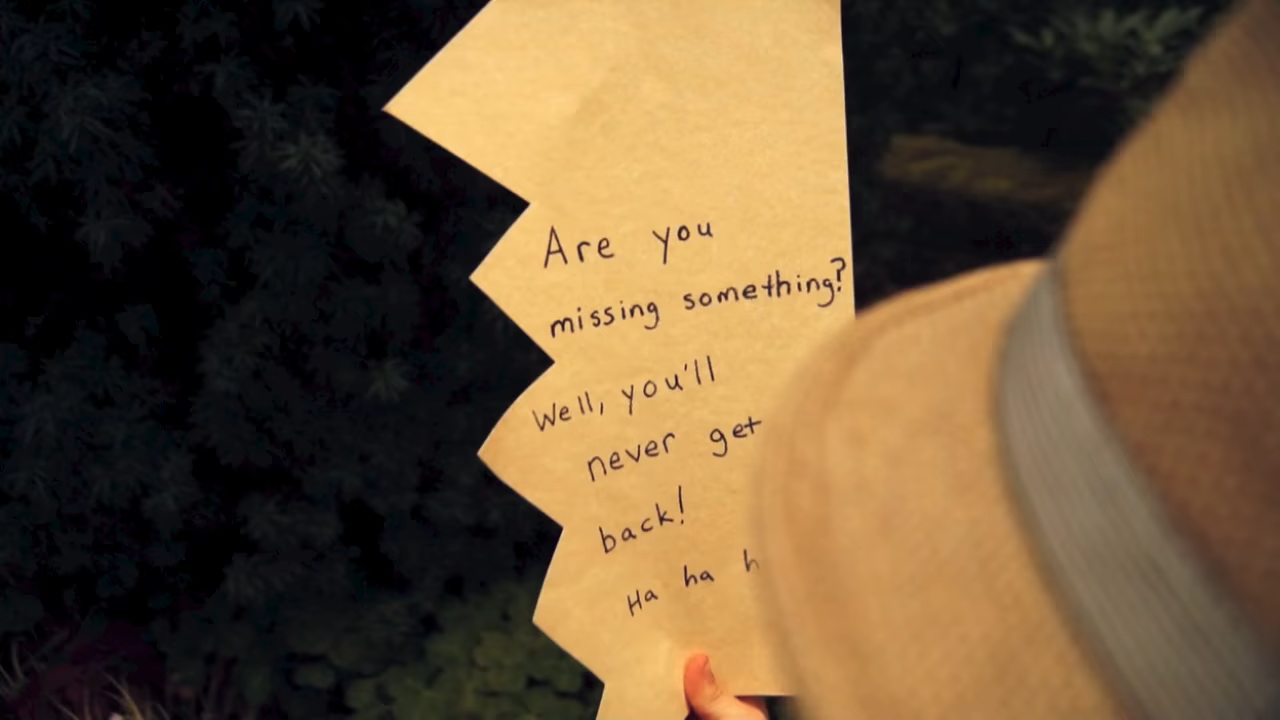 Are you
missing something?
Well, you'll
never get
back!
Ha ha h